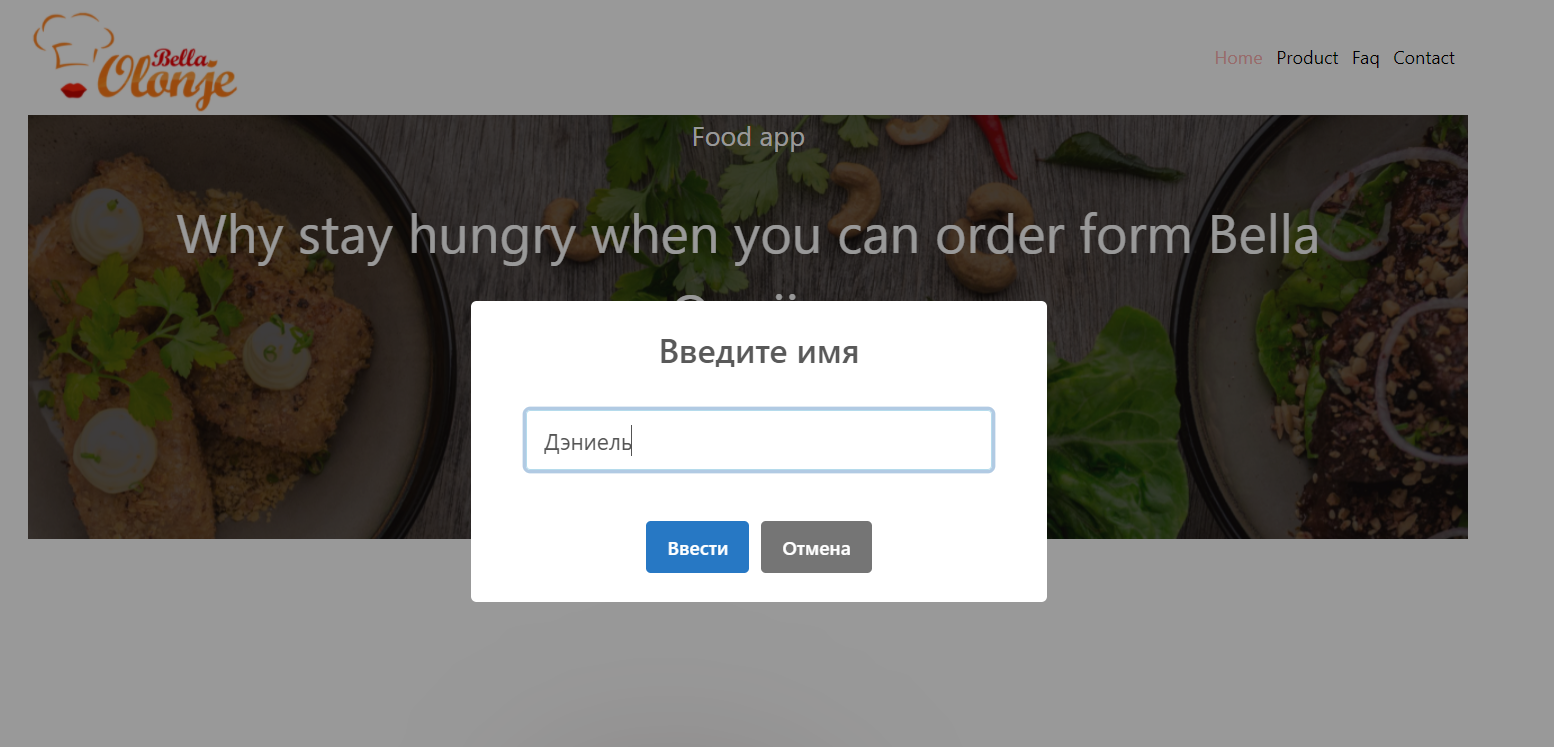 Bella
Olonje
Home Product Faq Contact
Food app
Why stay hungry when you can order form Bella
Введите имя
Дэниель
Ввести Отмена